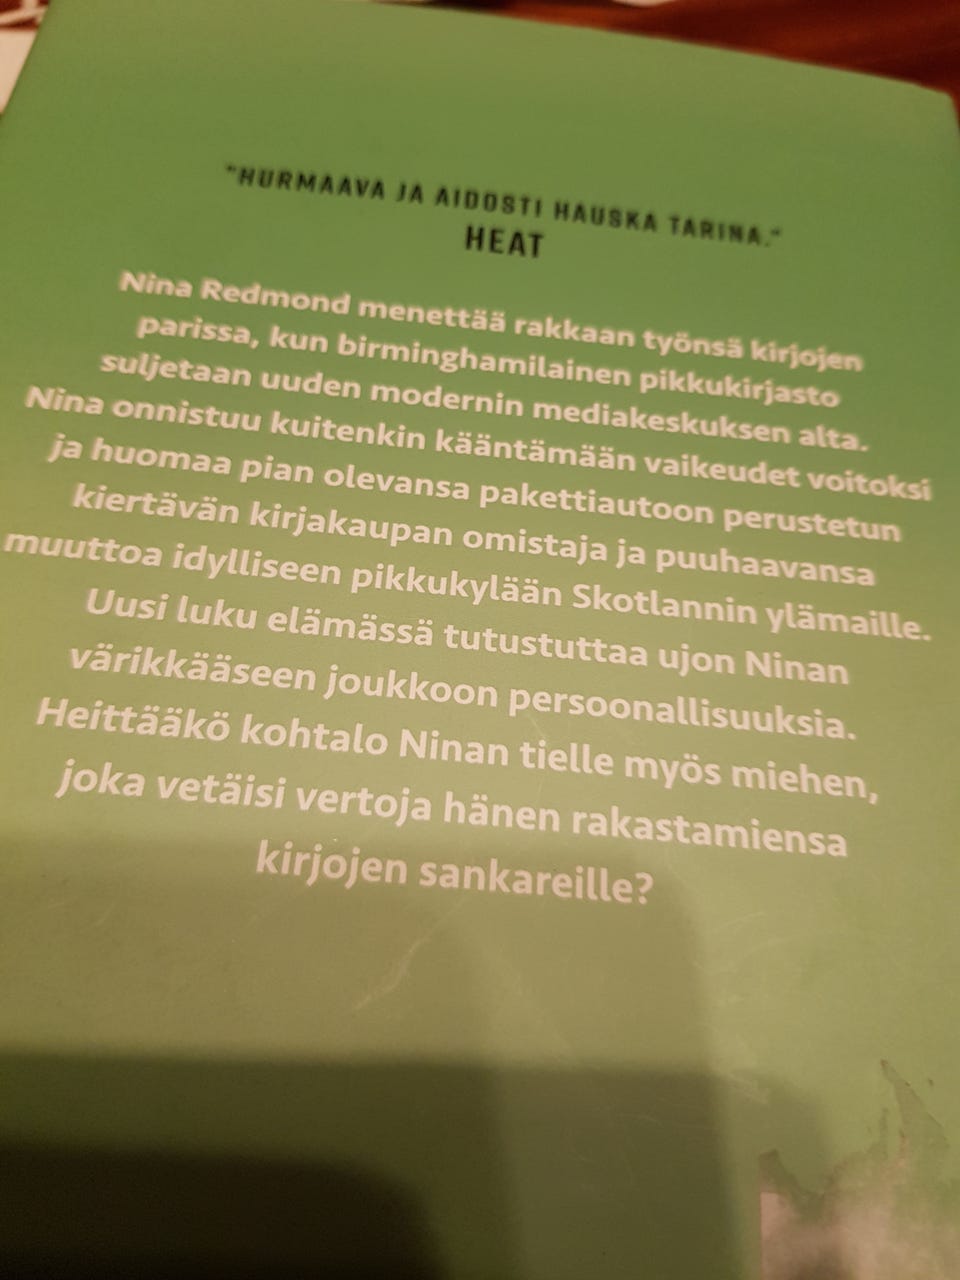 "HURMAAVA JA AIDOSTI HAUSKA TARINA."
HEAT
Nina Redmond menettää rakkaan työnsä kirjojen
parissa, kun birminghamilainen pikkukirjasto
suljetaan uuden modernin mediakeskuksen alta.
Nina onnistuu kuitenkin kääntämään vaikeudet voitoksi
ja huomaa pian olevansa pakettiautoon perustetun
kiertävän kirjakaupan omistaja ja puuhaavansa
muuttoa idylliseen pikkukylään Skotlannin ylämaille.
Uusi luku elämässä tutustuttaa ujon Ninan
värikkääseen joukkoon persoonallisuuksia.
Heittääkö kohtalo Ninan tielle myös miehen,
joka vetäisi vertoja hänen rakastamiensa
kirjojen sankareille?